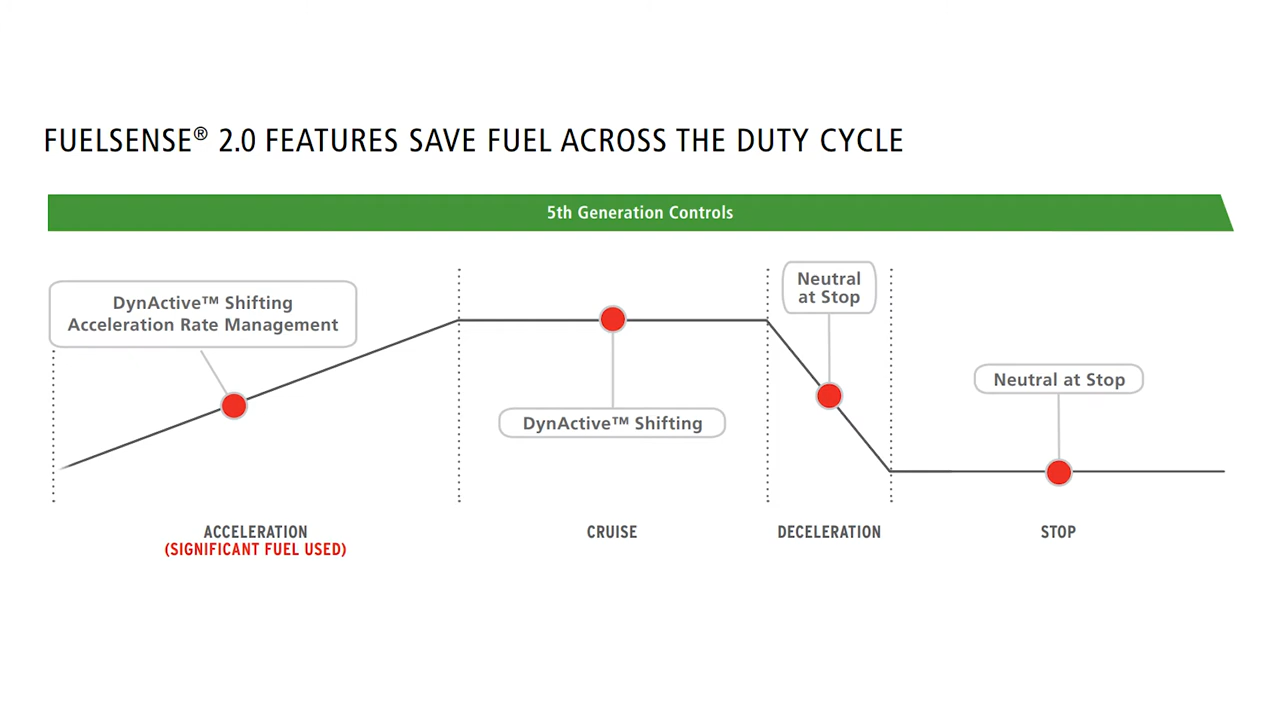 FUELSENSE® 2.0 FEATURES SAVE FUEL ACROSS THE DUTY CYCLE
5th Generation Controls
DynActive™ Shifting
Acceleration Rate Management
DynActive™ Shifting
Neutral
at Stop
Neutral at Stop
ACCELERATION
(SIGNIFICANT FUEL USED)
CRUISE
DECELERATION
STOP